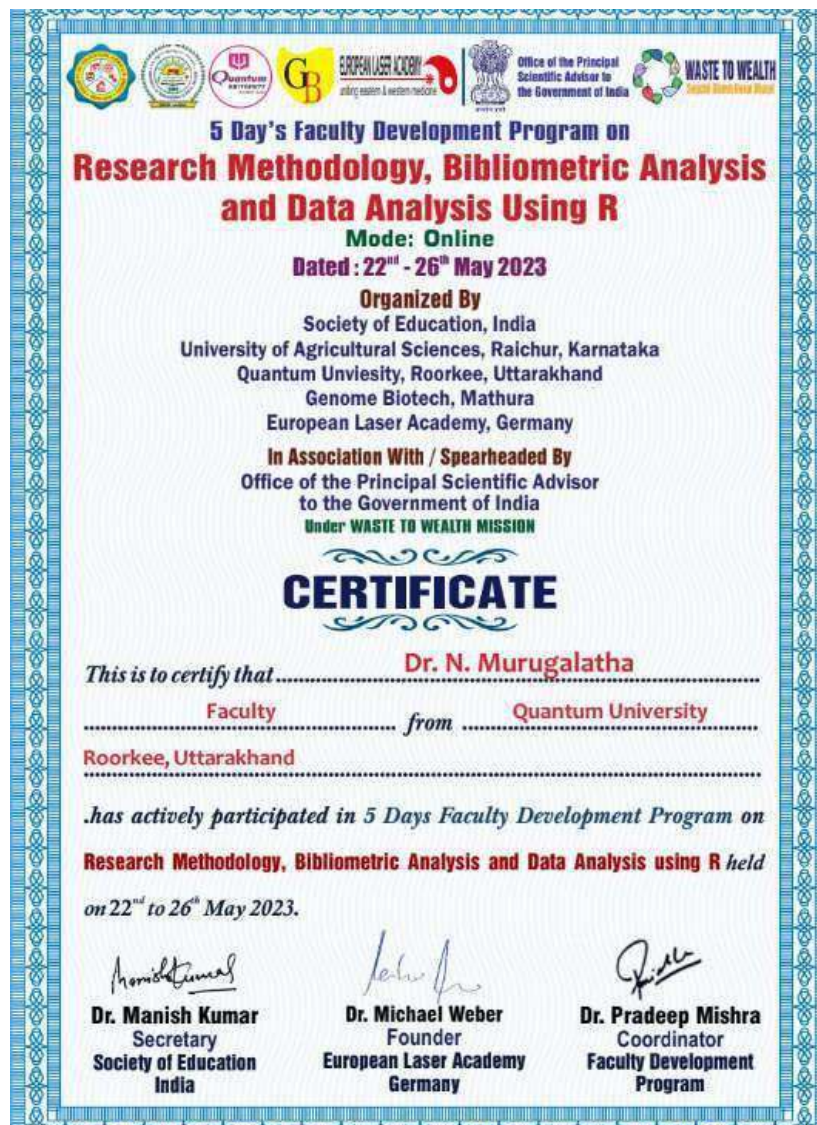 Quantum
UNIVERSITY
GB
EUROPEAN LASER ACADEMY
uniting eastern & western medicine
Office of the Principal
Scientific Advisor to
the Government of India
WASTE TO WEALTH
5 Day's Faculty Development Program on
Research Methodology, Bibliometric Analysis
and Data Analysis Using R
Mode: Online
Dated : 22nd - 26th May 2023
Organized By
Society of Education, India
University of Agricultural Sciences, Raichur, Karnataka
Quantum Unviesity, Roorkee, Uttarakhand
Genome Biotech, Mathura
European Laser Academy, Germany
In Association With / Spearheaded By
Office of the Principal Scientific Advisor
to the Government of India
Under WASTE TO WEALTH MISSION
CERTIFICATE
This is to certify that Dr. N. Murugalatha
Faculty from Quantum University
Roorkee, Uttarakhand
.has actively participated in 5 Days Faculty Development Program on
Research Methodology, Bibliometric Analysis and Data Analysis using R held
on 22nd to 26th May 2023.
Dr. Manish Kumar
Secretary
Society of Education
India
Dr. Michael Weber
Founder
European Laser Academy
Germany
Dr. Pradeep Mishra
Coordinator
Faculty Development
Program